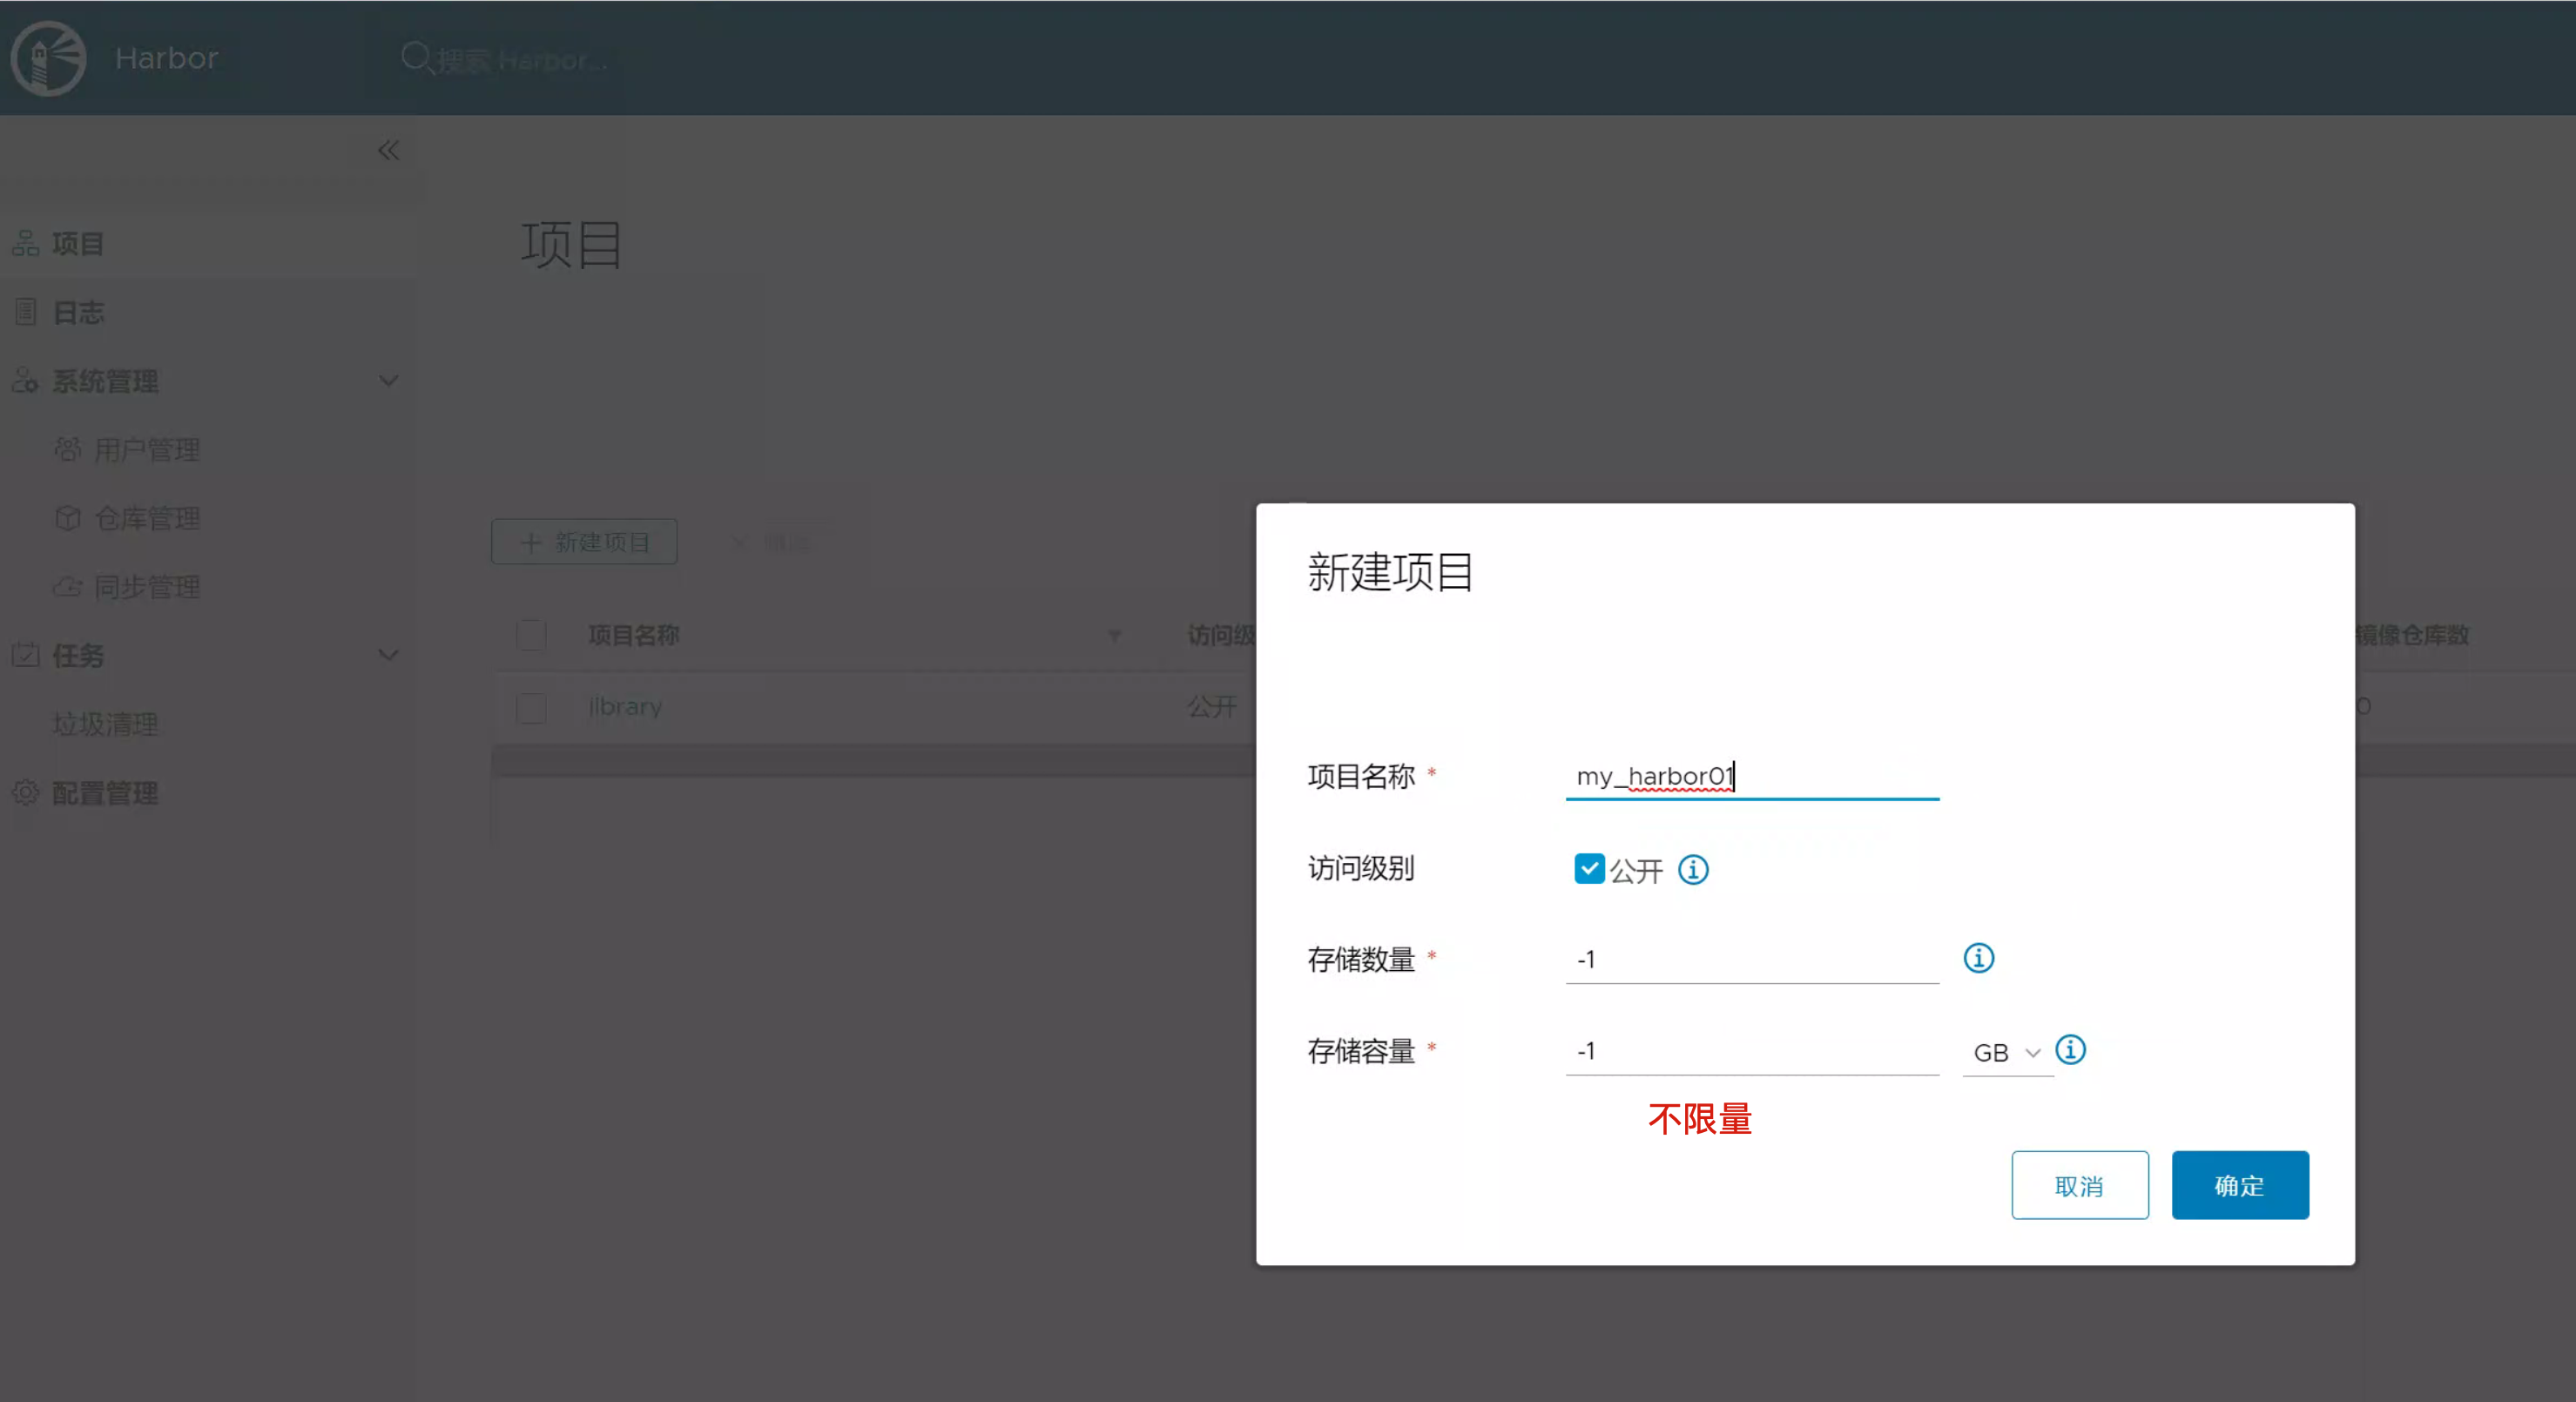 Harbor
搜索 Harbor...
项目
日志
系统管理
用户管理
仓库管理
同步管理
任务
垃圾清理
配置管理
项目
新建项目
项目名称
访问级
镜像仓库数
library
公开
0
新建项目
项目名称 *
my_harbor01
访问级别
公开
存储数量 *
-1
存储容量 *
-1
GB
不限量
取消
确定